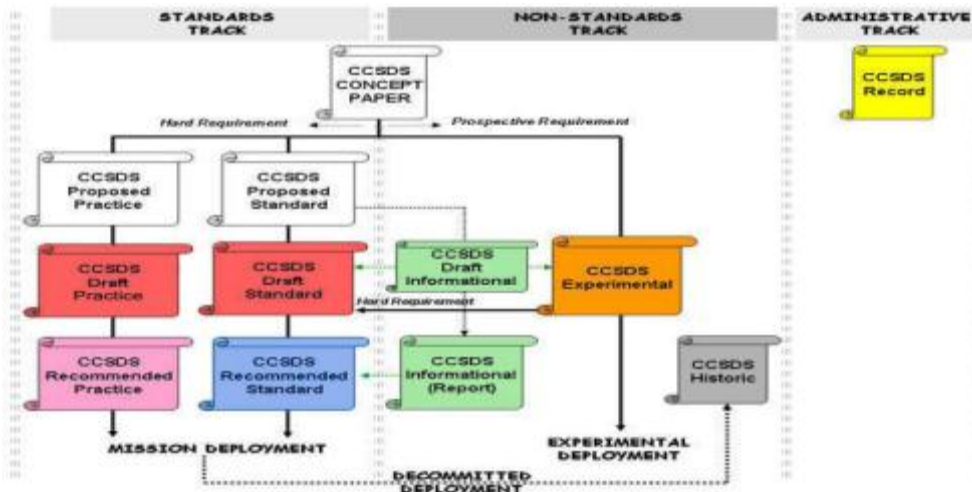 STANDARDS
TRACK
NON-STANDARDS
TRACK
ADMINISTRATIVE
TRACK
CCSDS
CONCEPT
PAPER
CCSDS
Record
Hard Requirement
Prospective Requirement
CCSDS
Proposed
Practice
CCSDS
Proposed
Standard
CCSDS
Draft
Practice
CCSDS
Draft
Standard
CCSDS
Draft
Informational
CCSDS
Experimental
Hard Requirement
CCSDS
Recommended
Practice
CCSDS
Recommended
Standard
CCSDS
Informational
(Report)
CCSDS
Historic
MISSION DEPLOYMENT
EXPERIMENTAL
DEPLOYMENT
DECOMMITTED
DEPLOYMENT